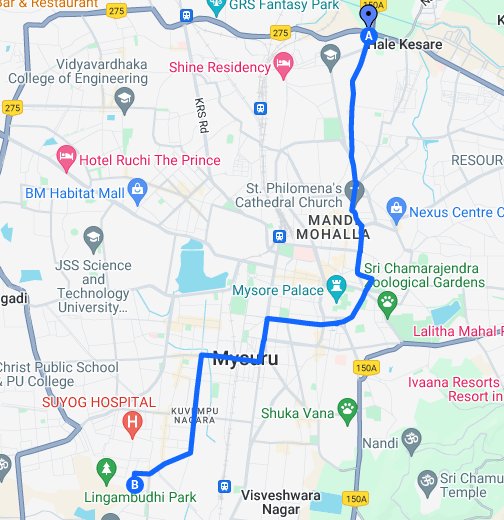 Bar & Restaurant
GRS Fantasy Park
150A
A
Hale Kesare
275
Vidyavardhaka
College of Engineering
Shine Residency
275
275
KRS Rd
Hotel Ruchi The Prince
RESOUR
BM Habitat Mall
St. Philomena's
Cathedral Church
Nexus Centre C
MANDI
MOHALLA
JSS Science
and
Technology
University...
Sri Chamarajendra
Zoological Gardens
Mysore Palace
gadi
Lalitha Mahal
Mysuru
Christ Public School
& PU College
150A
Ivaana Resorts
Resort in
SUYOG HOSPITAL
KUVEMPU
NAGARA
Shuka Vana
Nandi
B
Lingambudhi Park
Sri Chamu
Temple
Visveshwara
Nagar
150A